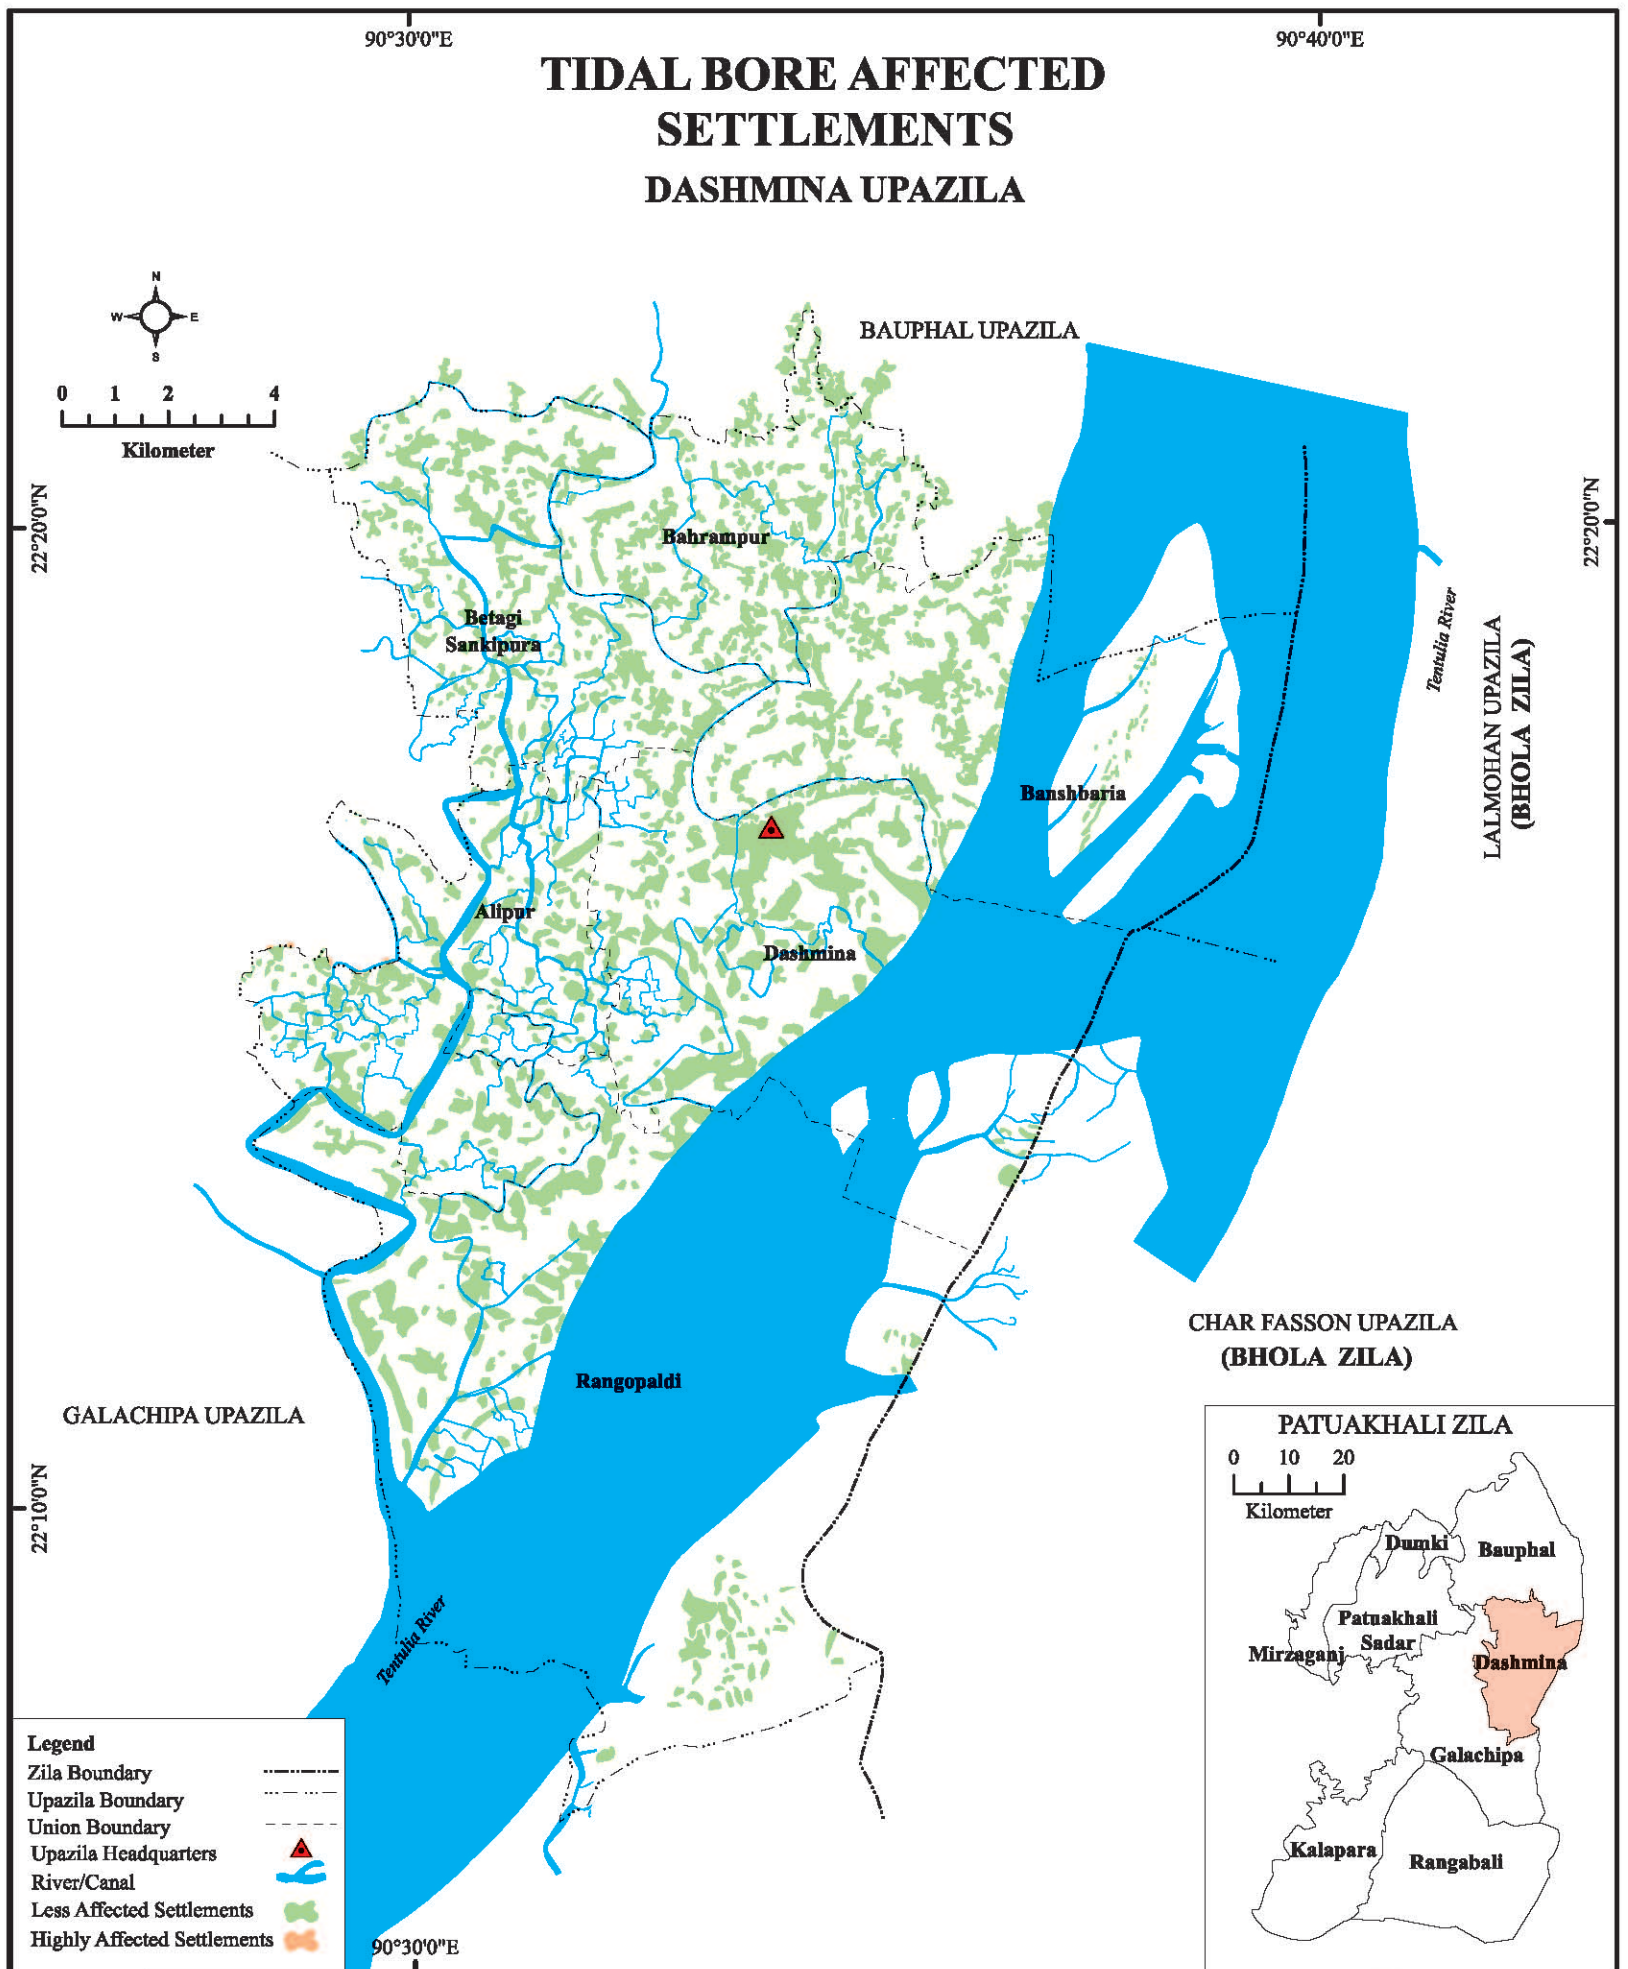 90°30'0"E
90°40'0"E
TIDAL BORE AFFECTED
SETTLEMENTS
DASHMINA UPAZILA
N
W
E
S
BAUPHAL UPAZILA
0 1 2 4
Kilometer
22°20'0"N
22°20'0"N
Bahrampur
Betagi
Sankipura
Tentulia River
LALMOHAN UPAZILA
(BHOLA ZILA)
Banshbaria
Alipur
Dashmina
CHAR FASSON UPAZILA
(BHOLA ZILA)
Rangopaldi
GALACHIPA UPAZILA
22°10'0"N
Tentulia River
PATUAKHALI ZILA
0 10 20
Kilometer
Dumki
Bauphal
Patuakhali
Sadar
Mirzaganj
Dashmina
Galachipa
Kalapara
Rangabali
Legend
Zila Boundary
Upazila Boundary
Union Boundary
Upazila Headquarters
River/Canal
Less Affected Settlements
Highly Affected Settlements
90°30'0"E